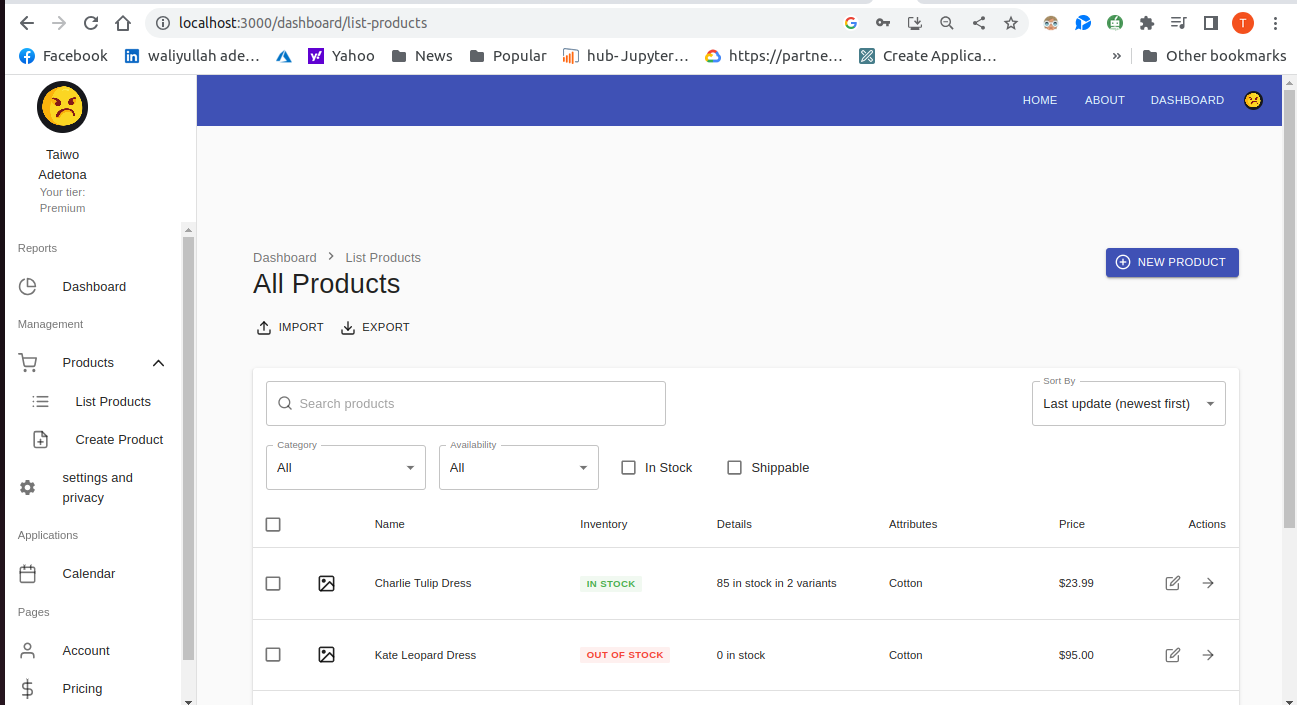 localhost:3000/dashboard/list-products
T
Facebook
waliyullah ade...
Yahoo
News
Popular
hub-Jupyter...
https://partne...
Create Applica...
»
Other bookmarks
HOME
ABOUT
DASHBOARD
Taiwo
Adetona
Your tier:
Premium
Reports
Dashboard
Management
Products
List Products
Create Product
settings and
privacy
Applications
Calendar
Pages
Account
Pricing
Dashboard
List Products
All Products
NEW PRODUCT
IMPORT
EXPORT
Search products
Sort By
Last update (newest first)
Category
All
Availability
All
In Stock
Shippable
Name Inventory Details Attributes Price Actions
Charlie Tulip Dress IN STOCK 85 in stock in 2 variants Cotton $23.99
Kate Leopard Dress OUT OF STOCK 0 in stock Cotton $95.00